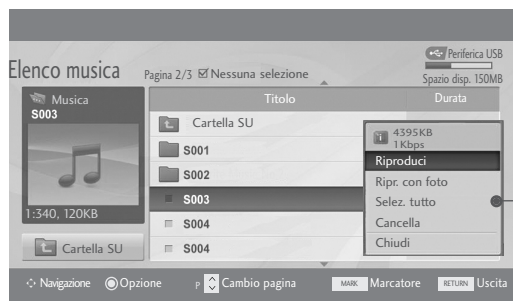 Periferica USB
Elenco musica
Pagina 2/3
Nessuna selezione
Spazio disp. 150MB
Musica
S003
1:340, 120KB
Cartella SU
Titolo
Durata
Cartella SU
S001
S002
S003
S004
S004
4395KB
1Kbps
Riproduci
Ripr. con foto
Selez. tutto
Cancella
Chiudi
Navigazione
Opzione
P Cambio pagina
MARK Marcatore
RETURN Uscita